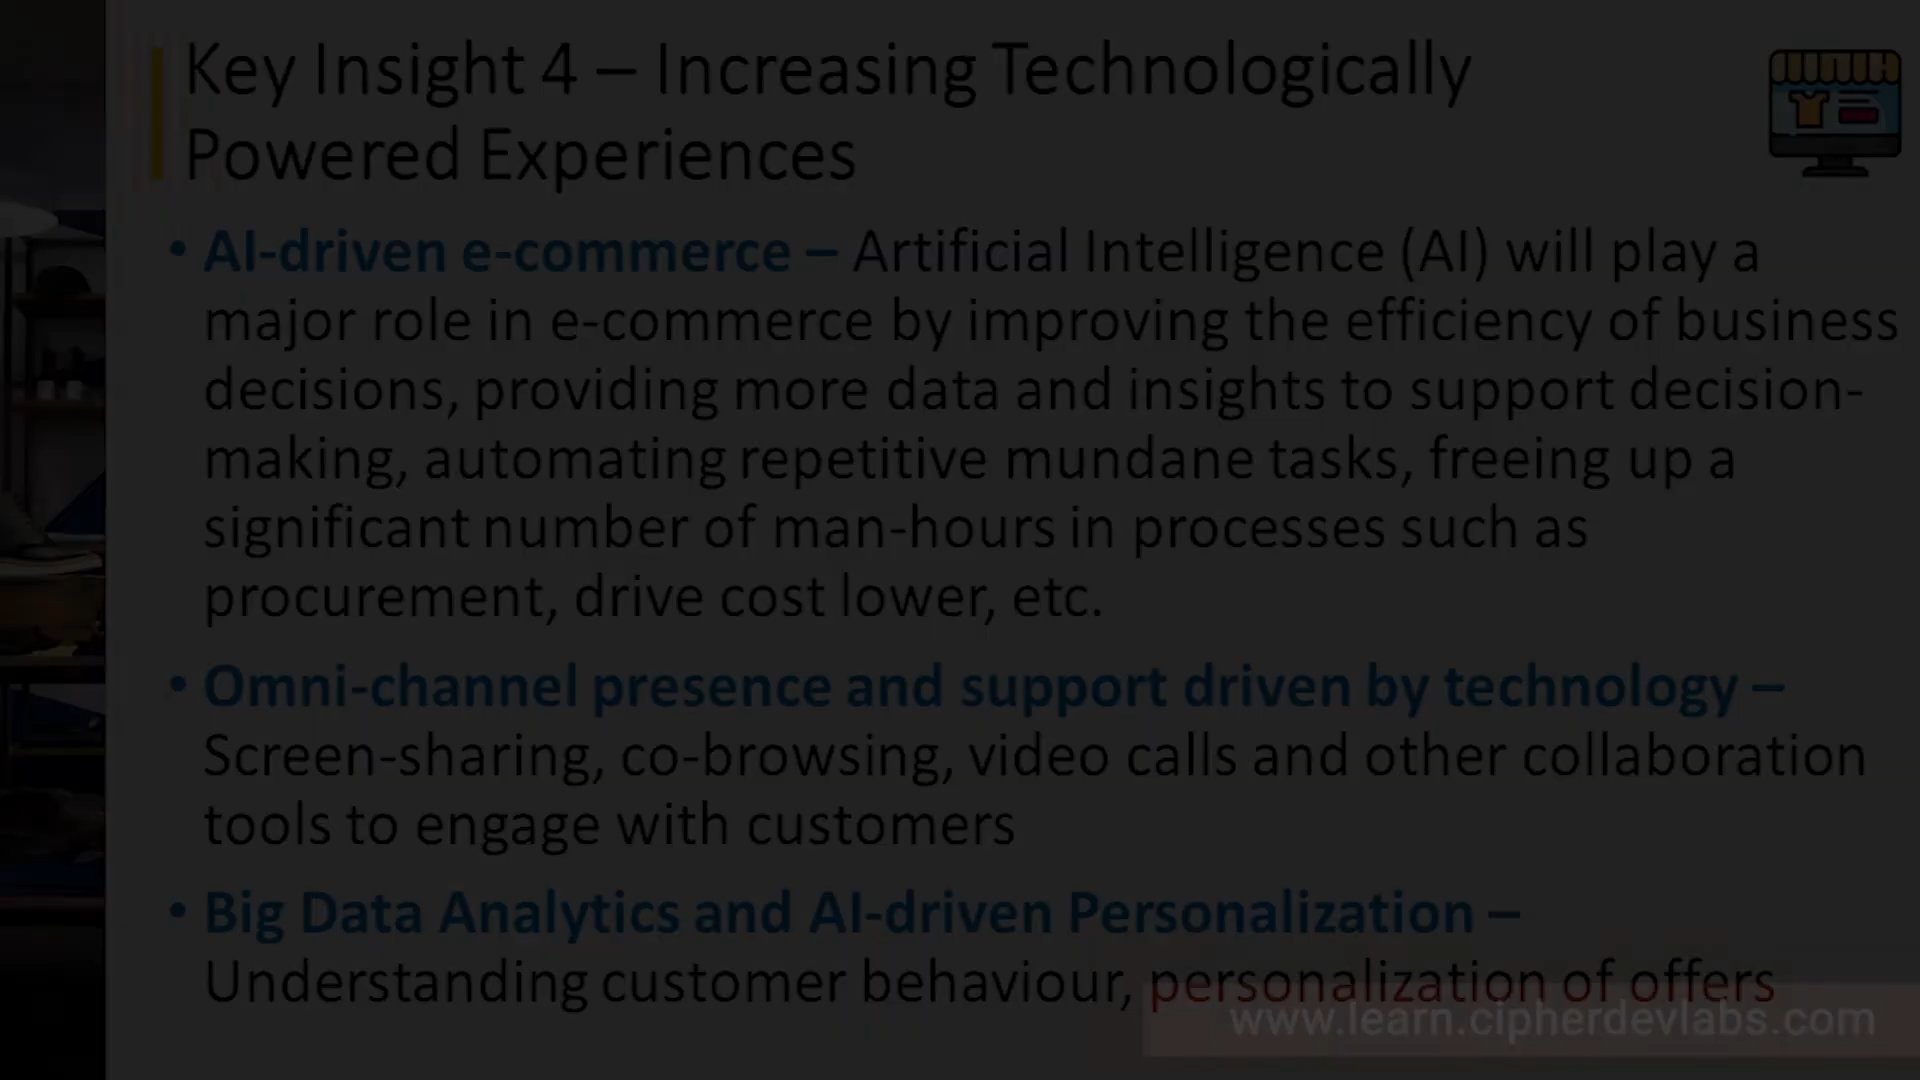 Key Insight 4 – Increasing Technologically
Powered Experiences
• AI-driven e-commerce – Artificial Intelligence (AI) will play a
major role in e-commerce by improving the efficiency of business
decisions, providing more data and insights to support decision-
making, automating repetitive mundane tasks, freeing up a
significant number of man-hours in processes such as
procurement, drive cost lower, etc.
• Omni-channel presence and support driven by technology –
Screen-sharing, co-browsing, video calls and other collaboration
tools to engage with customers
• Big Data Analytics and AI-driven Personalization –
Understanding customer behaviour, personalization of offers
www.learn.cipherdevlabs.com